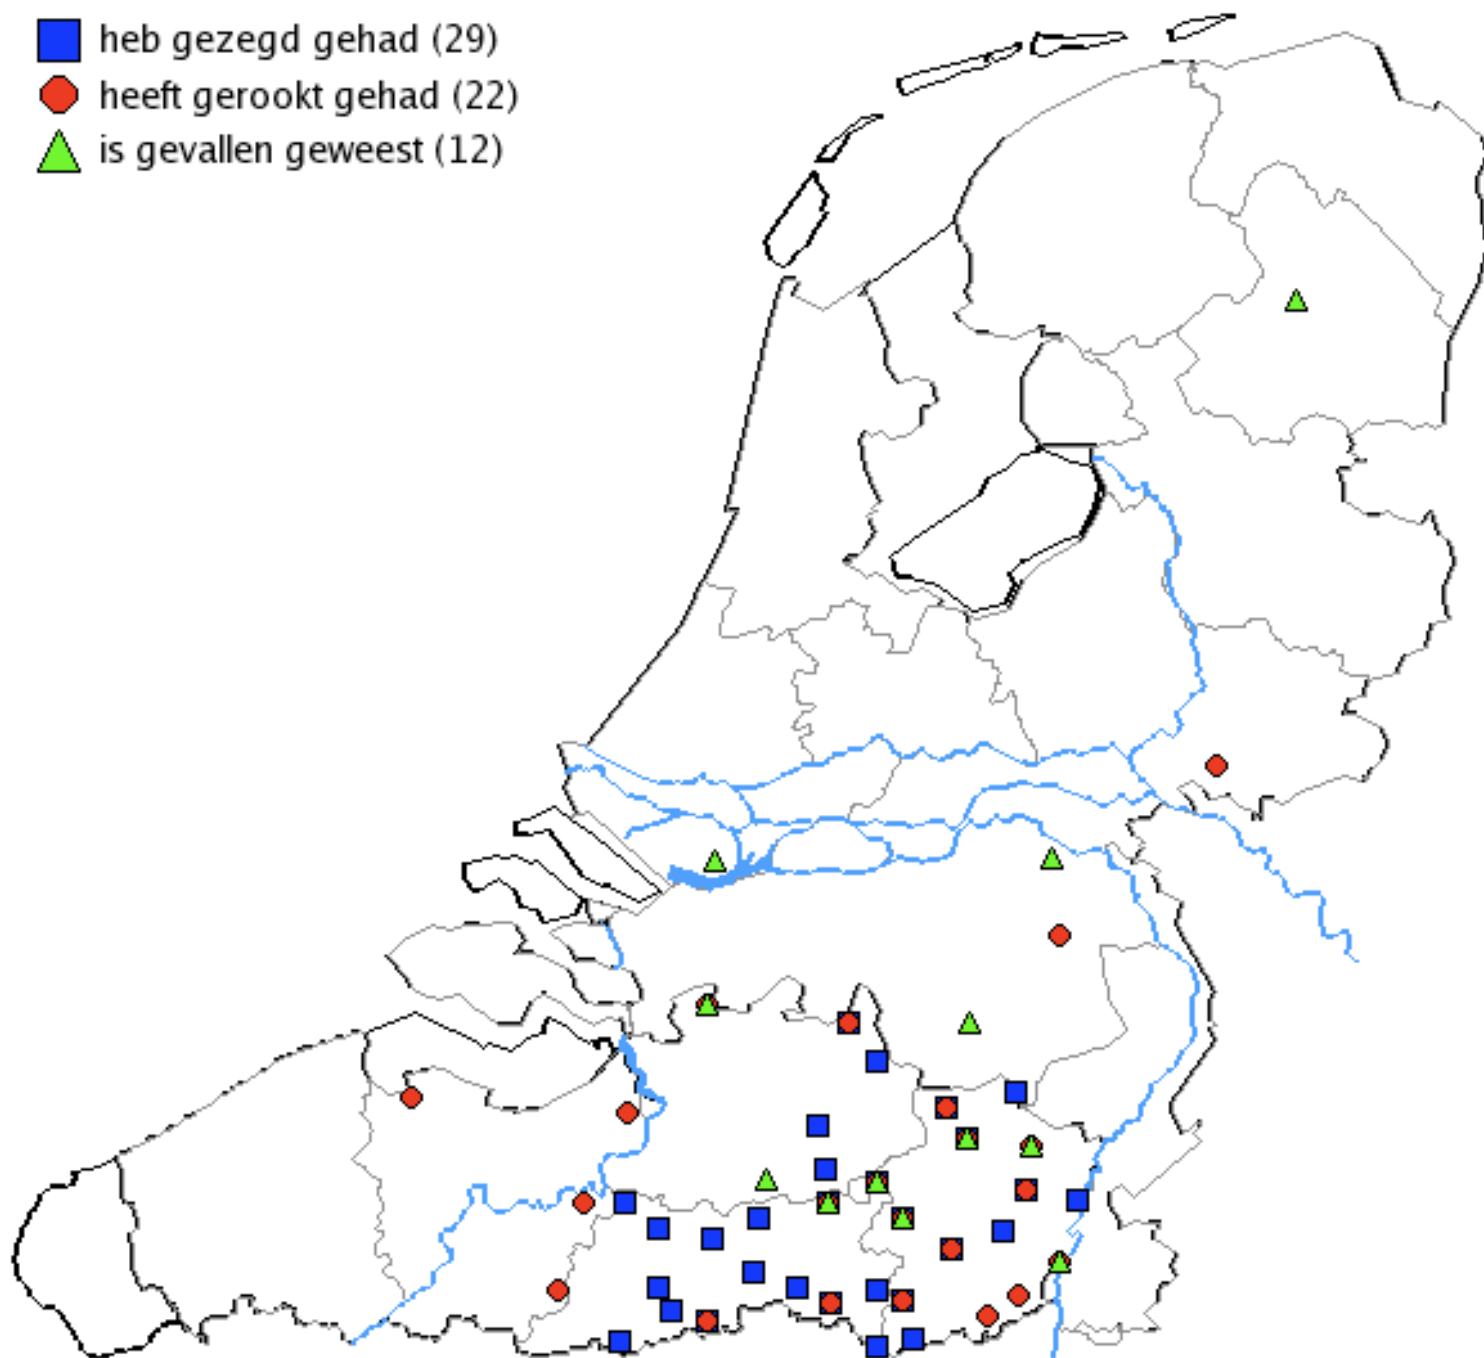 heb gezegd gehad (29)
heeft gerookt gehad (22)
is gevallen geweest (12)